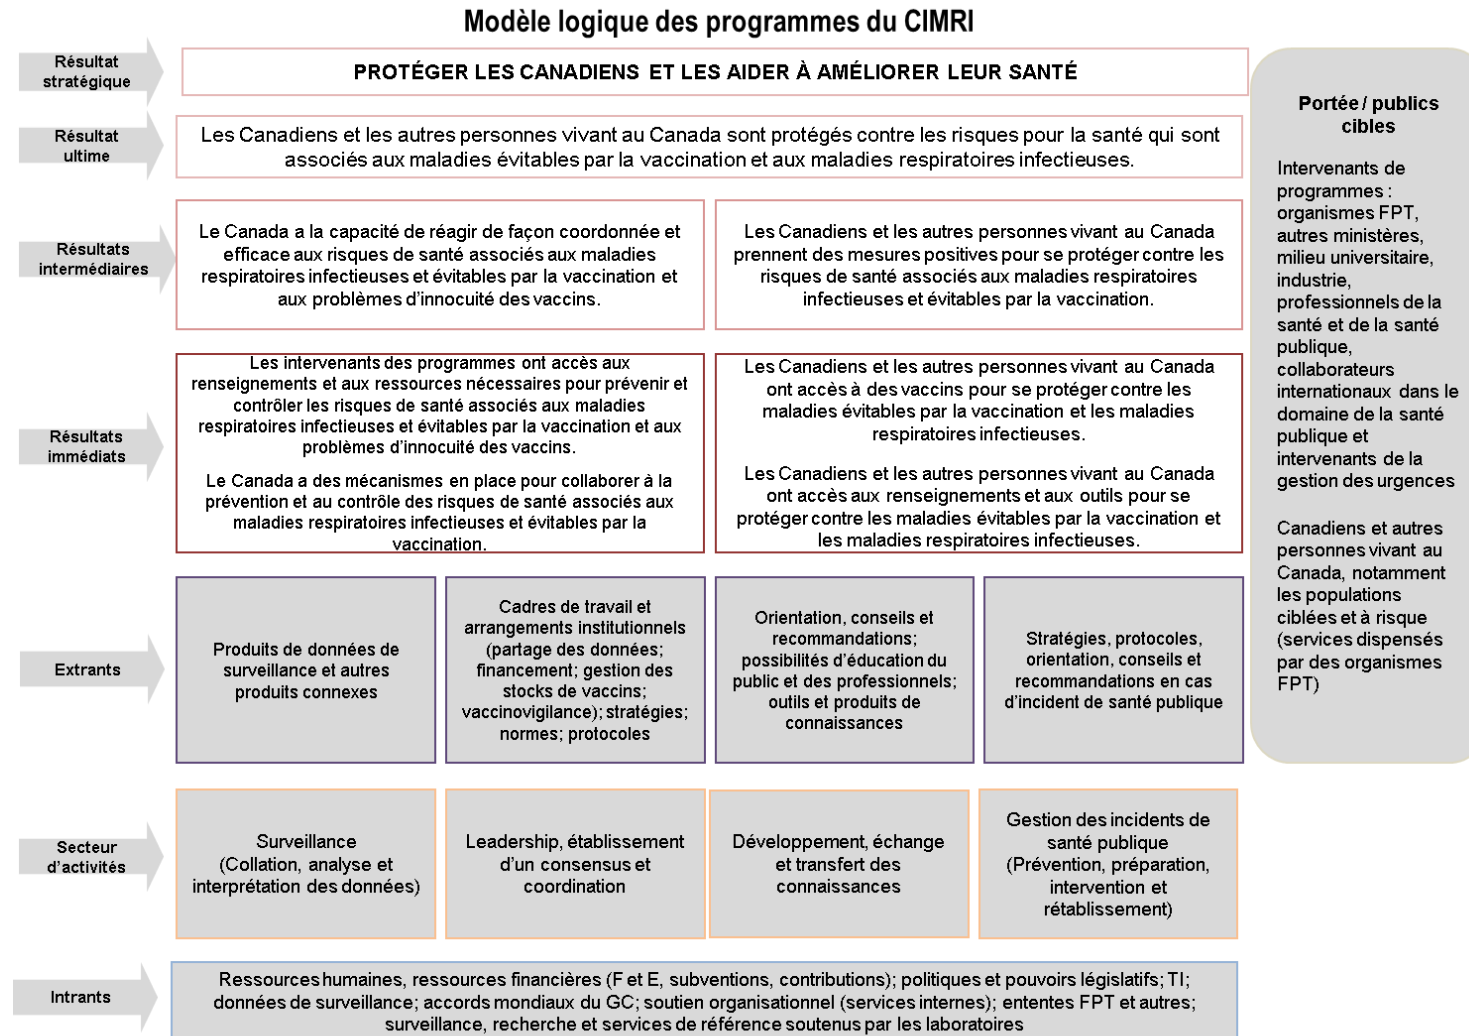 Modèle logique des programmes du CIMRI
Résultat
stratégique
PROTÉGER LES CANADIENS ET LES AIDER À AMÉLIORER LEUR SANTÉ
Résultat
ultime
Les Canadiens et les autres personnes vivant au Canada sont protégés contre les risques pour la santé qui sont
associés aux maladies évitables par la vaccination et aux maladies respiratoires infectieuses.
Résultats
intermédiaires
Le Canada a la capacité de réagir de façon coordonnée et
efficace aux risques de santé associés aux maladies
respiratoires infectieuses et évitables par la vaccination et
aux problèmes d'innocuité des vaccins.
Les Canadiens et les autres personnes vivant au Canada
prennent des mesures positives pour se protéger contre les
risques de santé associés aux maladies respiratoires
infectieuses et évitables par la vaccination.
Résultats
immédiats
Les intervenants des programmes ont accès aux
renseignements et aux ressources nécessaires pour prévenir et
contrôler les risques de santé associés aux maladies
respiratoires infectieuses et évitables par la vaccination et aux
problèmes d'innocuité des vaccins.
Le Canada a des mécanismes en place pour collaborer à la
prévention et au contrôle des risques de santé associés aux
maladies respiratoires infectieuses et évitables par la
vaccination.
Les Canadiens et les autres personnes vivant au Canada
ont accès à des vaccins pour se protéger contre les
maladies évitables par la vaccination et les maladies
respiratoires infectieuses.
Les Canadiens et les autres personnes vivant au Canada
ont accès aux renseignements et aux outils pour se
protéger contre les maladies évitables par la vaccination et
les maladies respiratoires infectieuses.
Extrants
Produits de données de
surveillance et autres
produits connexes
Cadres de travail et
arrangements institutionnels
(partage des données;
financement; gestion des
stocks de vaccins;
vaccinovigilance); stratégies;
normes; protocoles
Orientation, conseils et
recommandations;
possibilités d'éducation du
public et des professionnels;
outils et produits de
connaissances
Stratégies, protocoles,
orientation, conseils et
recommandations en cas
d'incident de santé publique
Secteur
d'activités
Surveillance
(Collation, analyse et
interprétation des données)
Leadership, établissement
d'un consensus et
coordination
Développement, échange
et transfert des
connaissances
Gestion des incidents de
santé publique
(Prévention, préparation,
intervention et
rétablissement)
Intrants
Ressources humaines, ressources financières (F et E, subventions, contributions); politiques et pouvoirs législatifs; TI;
données de surveillance; accords mondiaux du GC; soutien organisationnel (services internes); ententes FPT et autres;
surveillance, recherche et services de référence soutenus par les laboratoires
Portée / publics
cibles
Intervenants de
programmes :
organismes FPT,
autres ministères,
milieu universitaire,
industrie,
professionnels de la
santé et de la santé
publique,
collaborateurs
internationaux dans le
domaine de la santé
publique et
intervenants de la
gestion des urgences
Canadiens et autres
personnes vivant au
Canada, notamment
les populations
ciblées et à risque
(services dispensés
par des organismes
FPT)